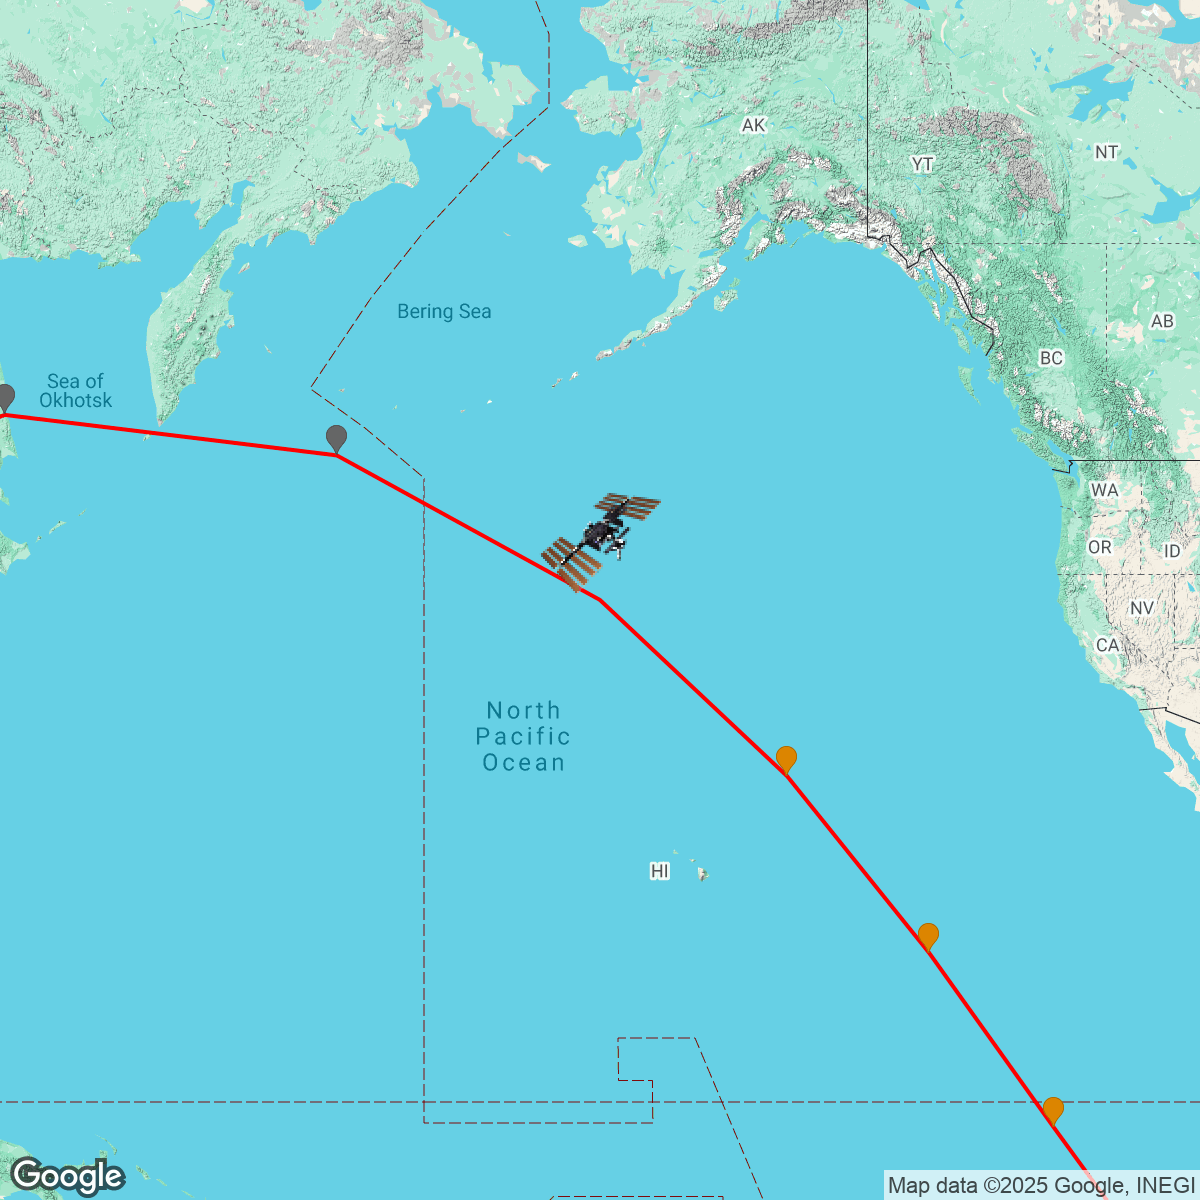 AK
YT
NT
Bering Sea
AB
BC
Sea of
Okhotsk
WA
OR
ID
NV
CA
North
Pacific
Ocean
HI
Google
Map data ©2025 Google, INEGI